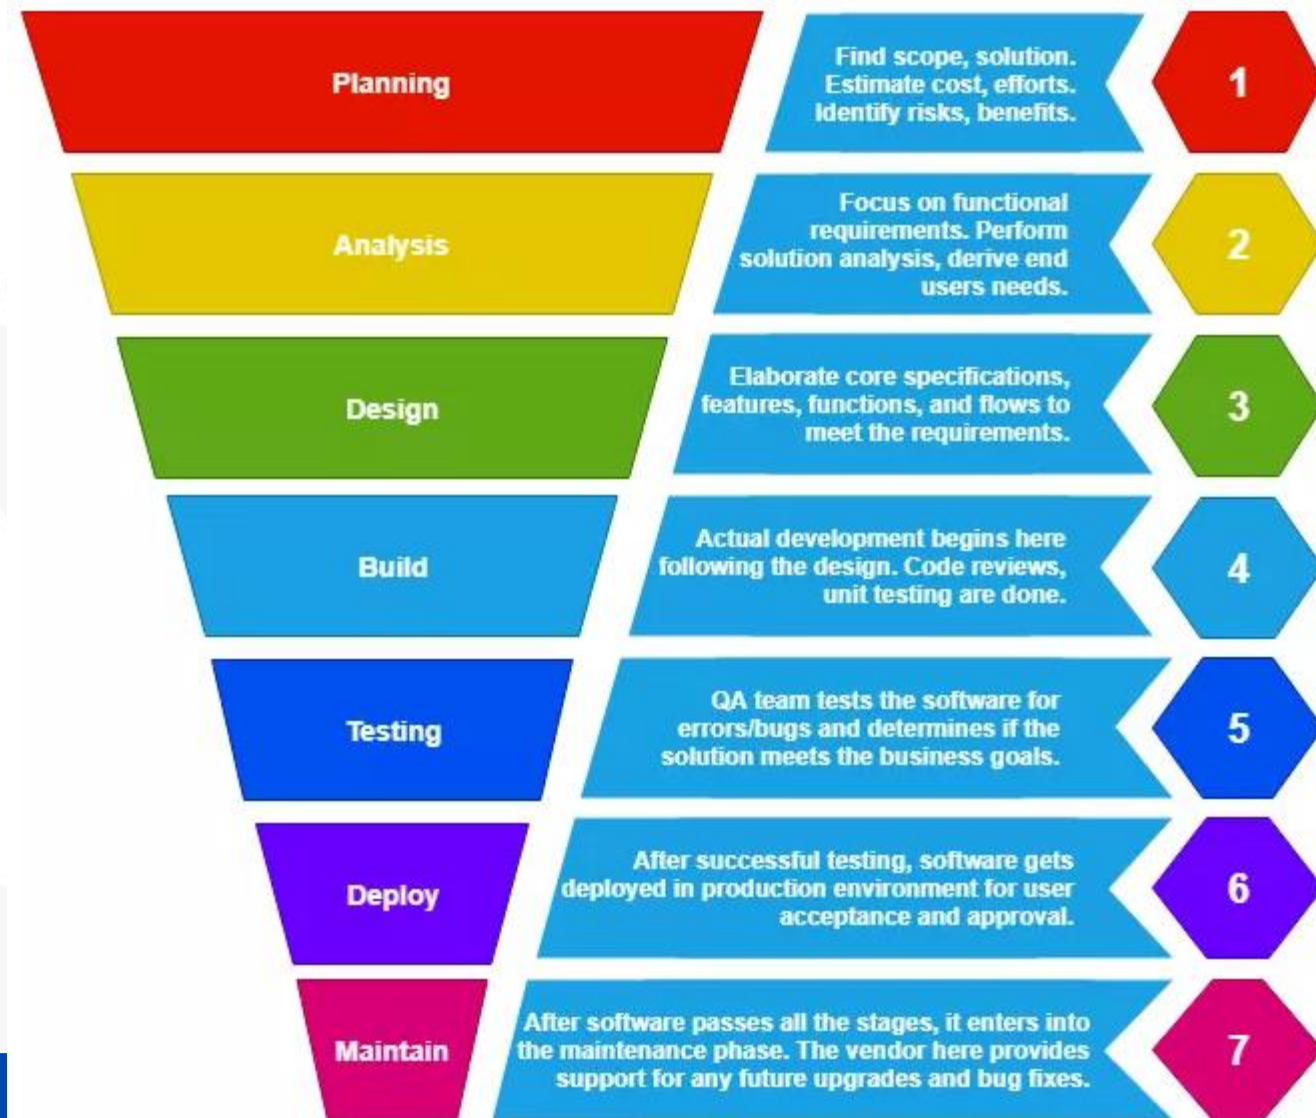 Planning
Find scope, solution.
Estimate cost, efforts.
Identify risks, benefits.
1
Analysis
Focus on functional
requirements. Perform
solution analysis, derive end
users needs.
2
Design
Elaborate core specifications,
features, functions, and flows to
meet the requirements.
3
Build
Actual development begins here
following the design. Code reviews,
unit testing are done.
4
Testing
QA team tests the software for
errors/bugs and determines if the
solution meets the business goals.
5
Deploy
After successful testing, software gets
deployed in production environment for user
acceptance and approval.
6
Maintain
After software passes all the stages, it enters into
the maintenance phase. The vendor here provides
support for any future upgrades and bug fixes.
7